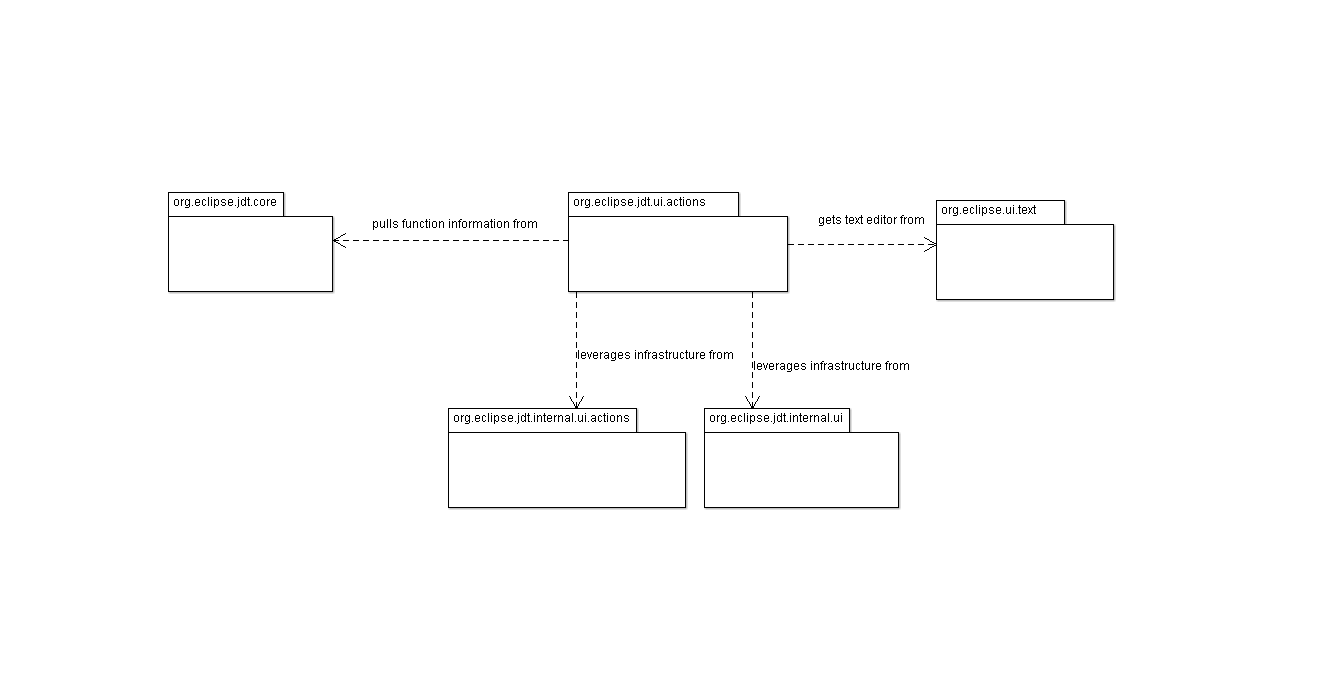 org.eclipse.jdt.core
pulls function information from
org.eclipse.jdt.ui.actions
gets text editor from
org.eclipse.ui.text
leverages infrastructure from
leverages infrastructure from
org.eclipse.jdt.internal.ui.actions
org.eclipse.jdt.internal.ui